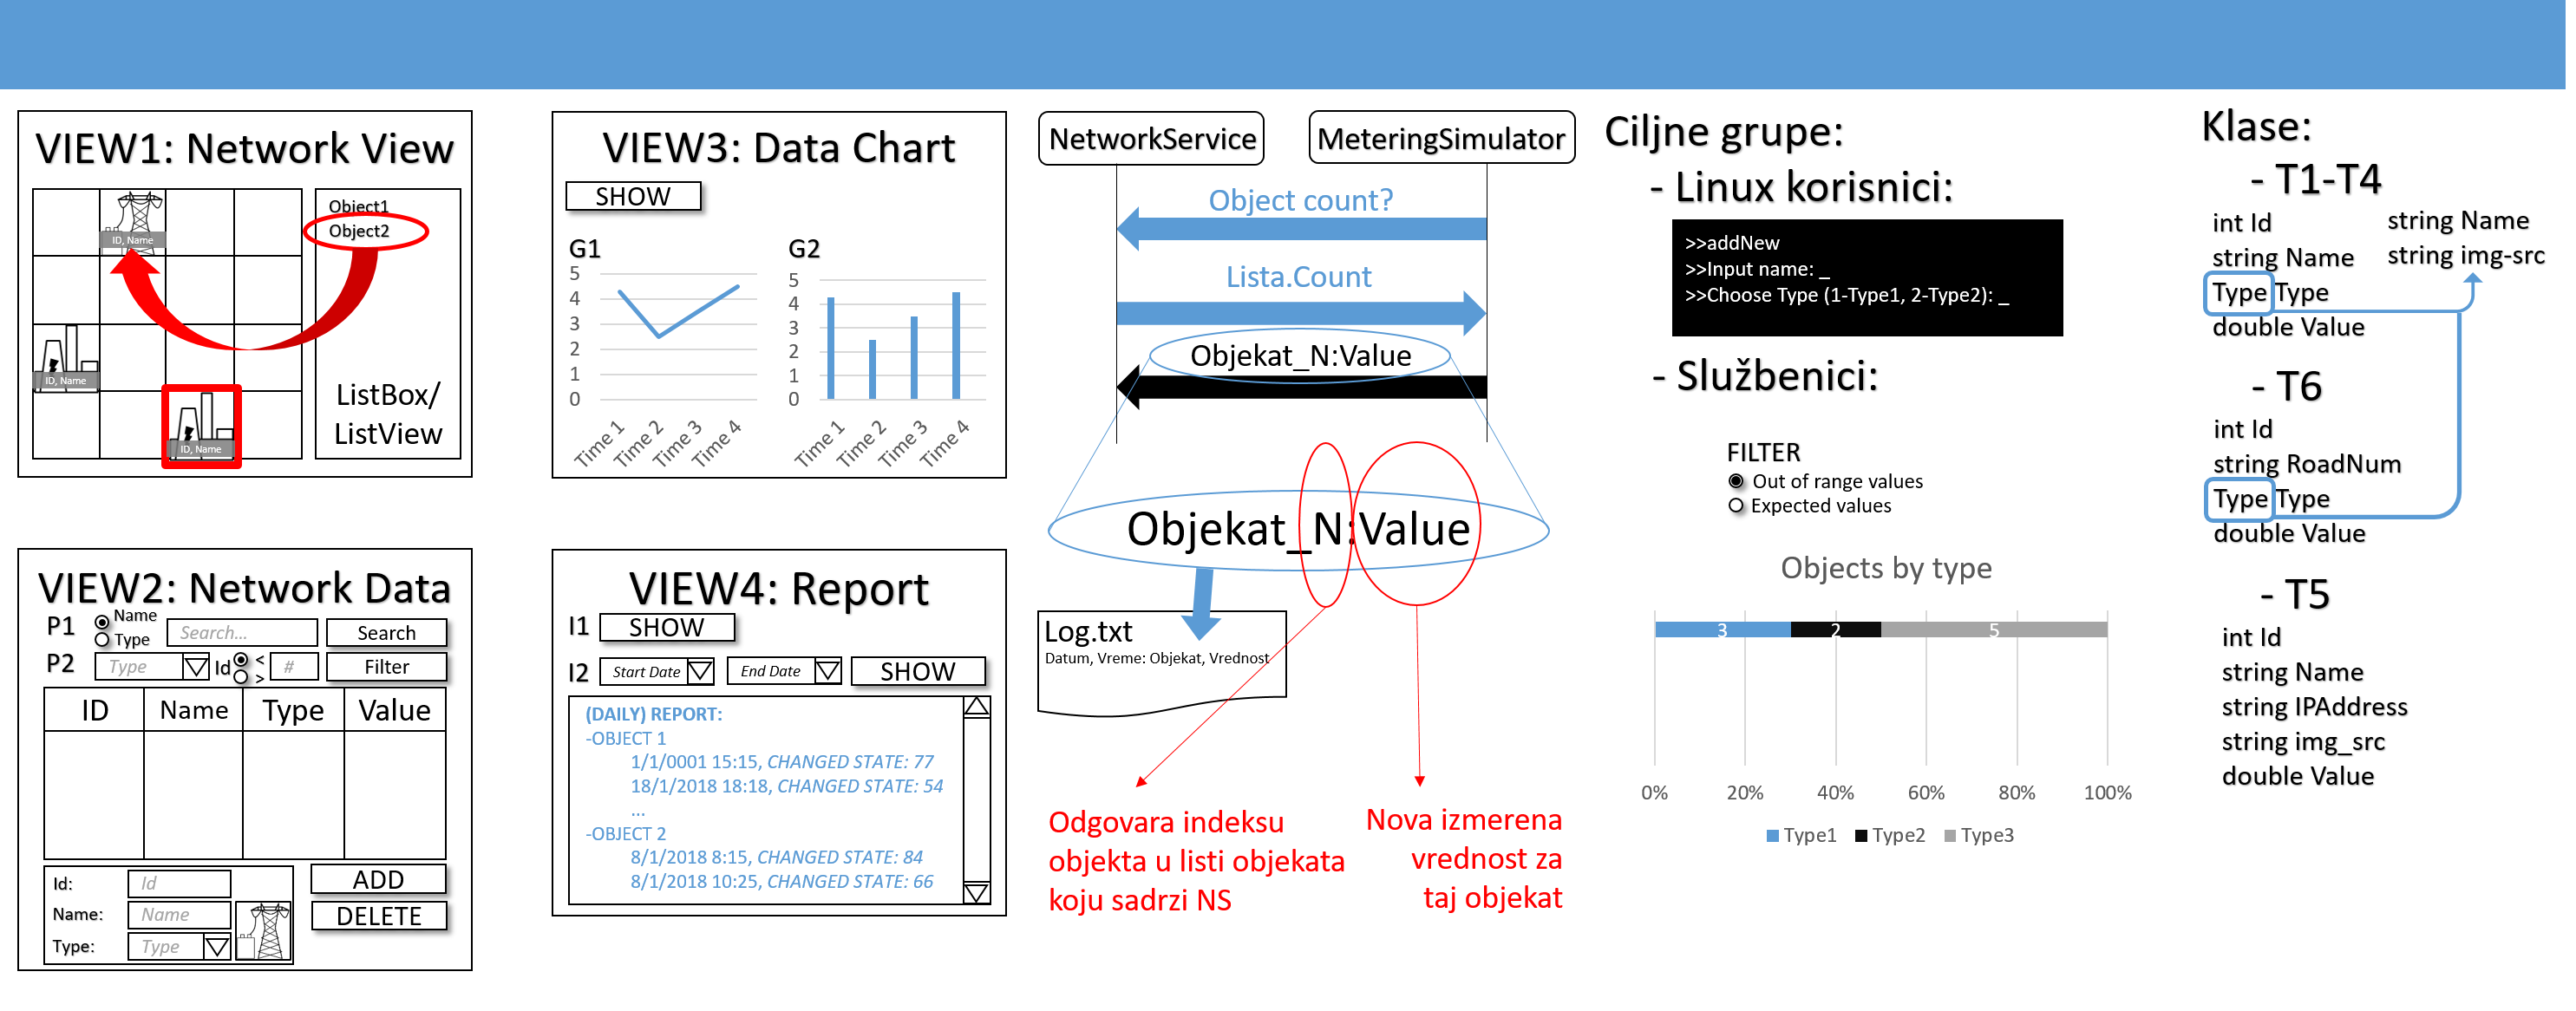 VIEW1: Network View
ID, Name
Object1
Object2
ID, Name
ID, Name
ListBox/
ListView
VIEW2: Network Data
P1
Name
Type
Search...
Search
P2
Type
Id
<
>
#
Filter
ID Name Type Value
Id:
Id
Name:
Name
Type:
Type
ADD
DELETE
VIEW3: Data Chart
SHOW
G1
5
4
3
2
1
0
Time 1
Time 2
Time 3
Time 4
G2
5
4
3
2
1
0
Time 1
Time 2
Time 3
Time 4
VIEW4: Report
I1
SHOW
I2
Start Date
End Date
SHOW
(DAILY) REPORT:
-OBJECT 1
1/1/0001 15:15, CHANGED STATE: 77
18/1/2018 18:18, CHANGED STATE: 54
...
-OBJECT 2
8/1/2018 8:15, CHANGED STATE: 84
8/1/2018 10:25, CHANGED STATE: 66
NetworkService
MeteringSimulator
Object count?
Lista.Count
Objekat_N:Value
Objekat_N:Value
Log.txt
Datum, Vreme: Objekat, Vrednost
Odgovara indeksu
objekta u listi objekata
koju sadrzi NS
Nova izmerena
vrednost za
taj objekat
Ciljne grupe:
- Linux korisnici:
>>addNew
>>Input name: _
>>Choose Type (1-Type1, 2-Type2): _
- Službenici:
FILTER
Out of range values
Expected values
Objects by type
3 2 5
0% 20% 40% 60% 80% 100%
Type1 Type2 Type3
Klase:
- T1-T4
int Id
string Name
Type Type
double Value
string Name
string img-src
- T6
int Id
string RoadNum
Type Type
double Value
- T5
int Id
string Name
string IPAddress
string img_src
double Value